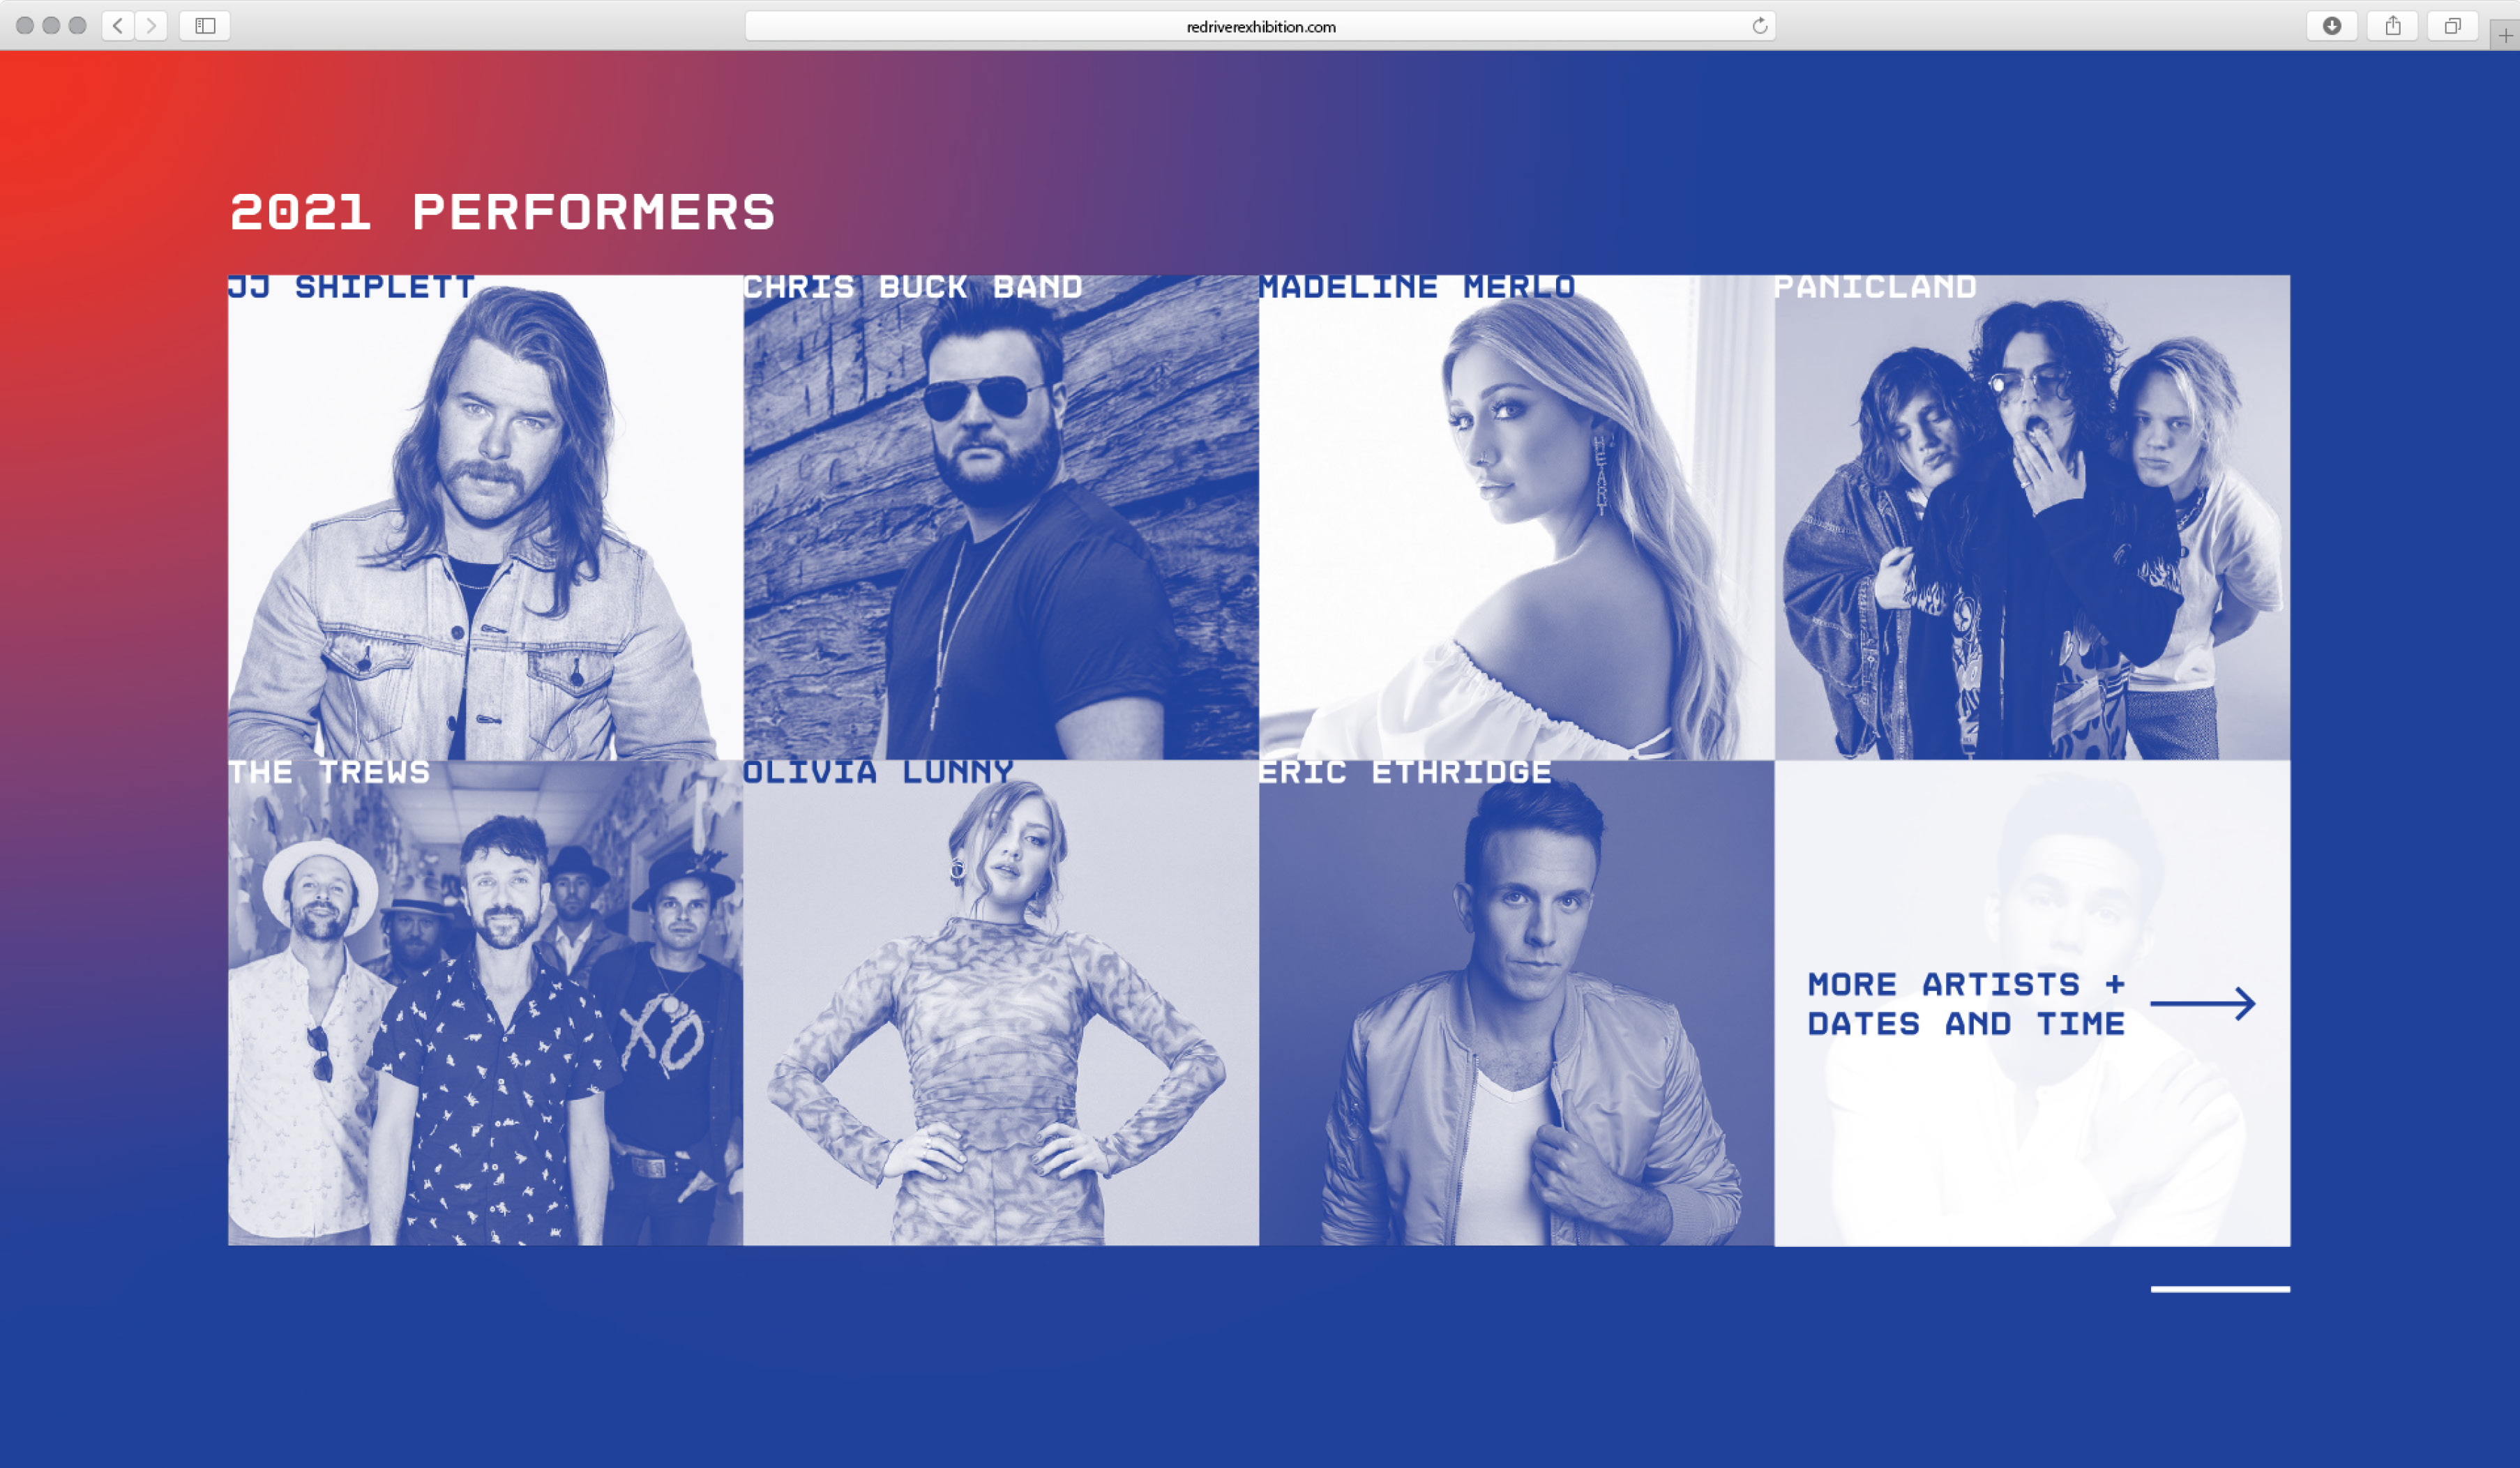 redriverexhibition.com
2021 PERFORMERS
JJ SHIPLETT
CHRIS BUCK BAND
MADELINE MERLO
PANICLAND
HEART
THE TREWS
XO
OLIVIA LUNNY
ERIC ETHRIDGE
MORE ARTISTS +
DATES AND TIME